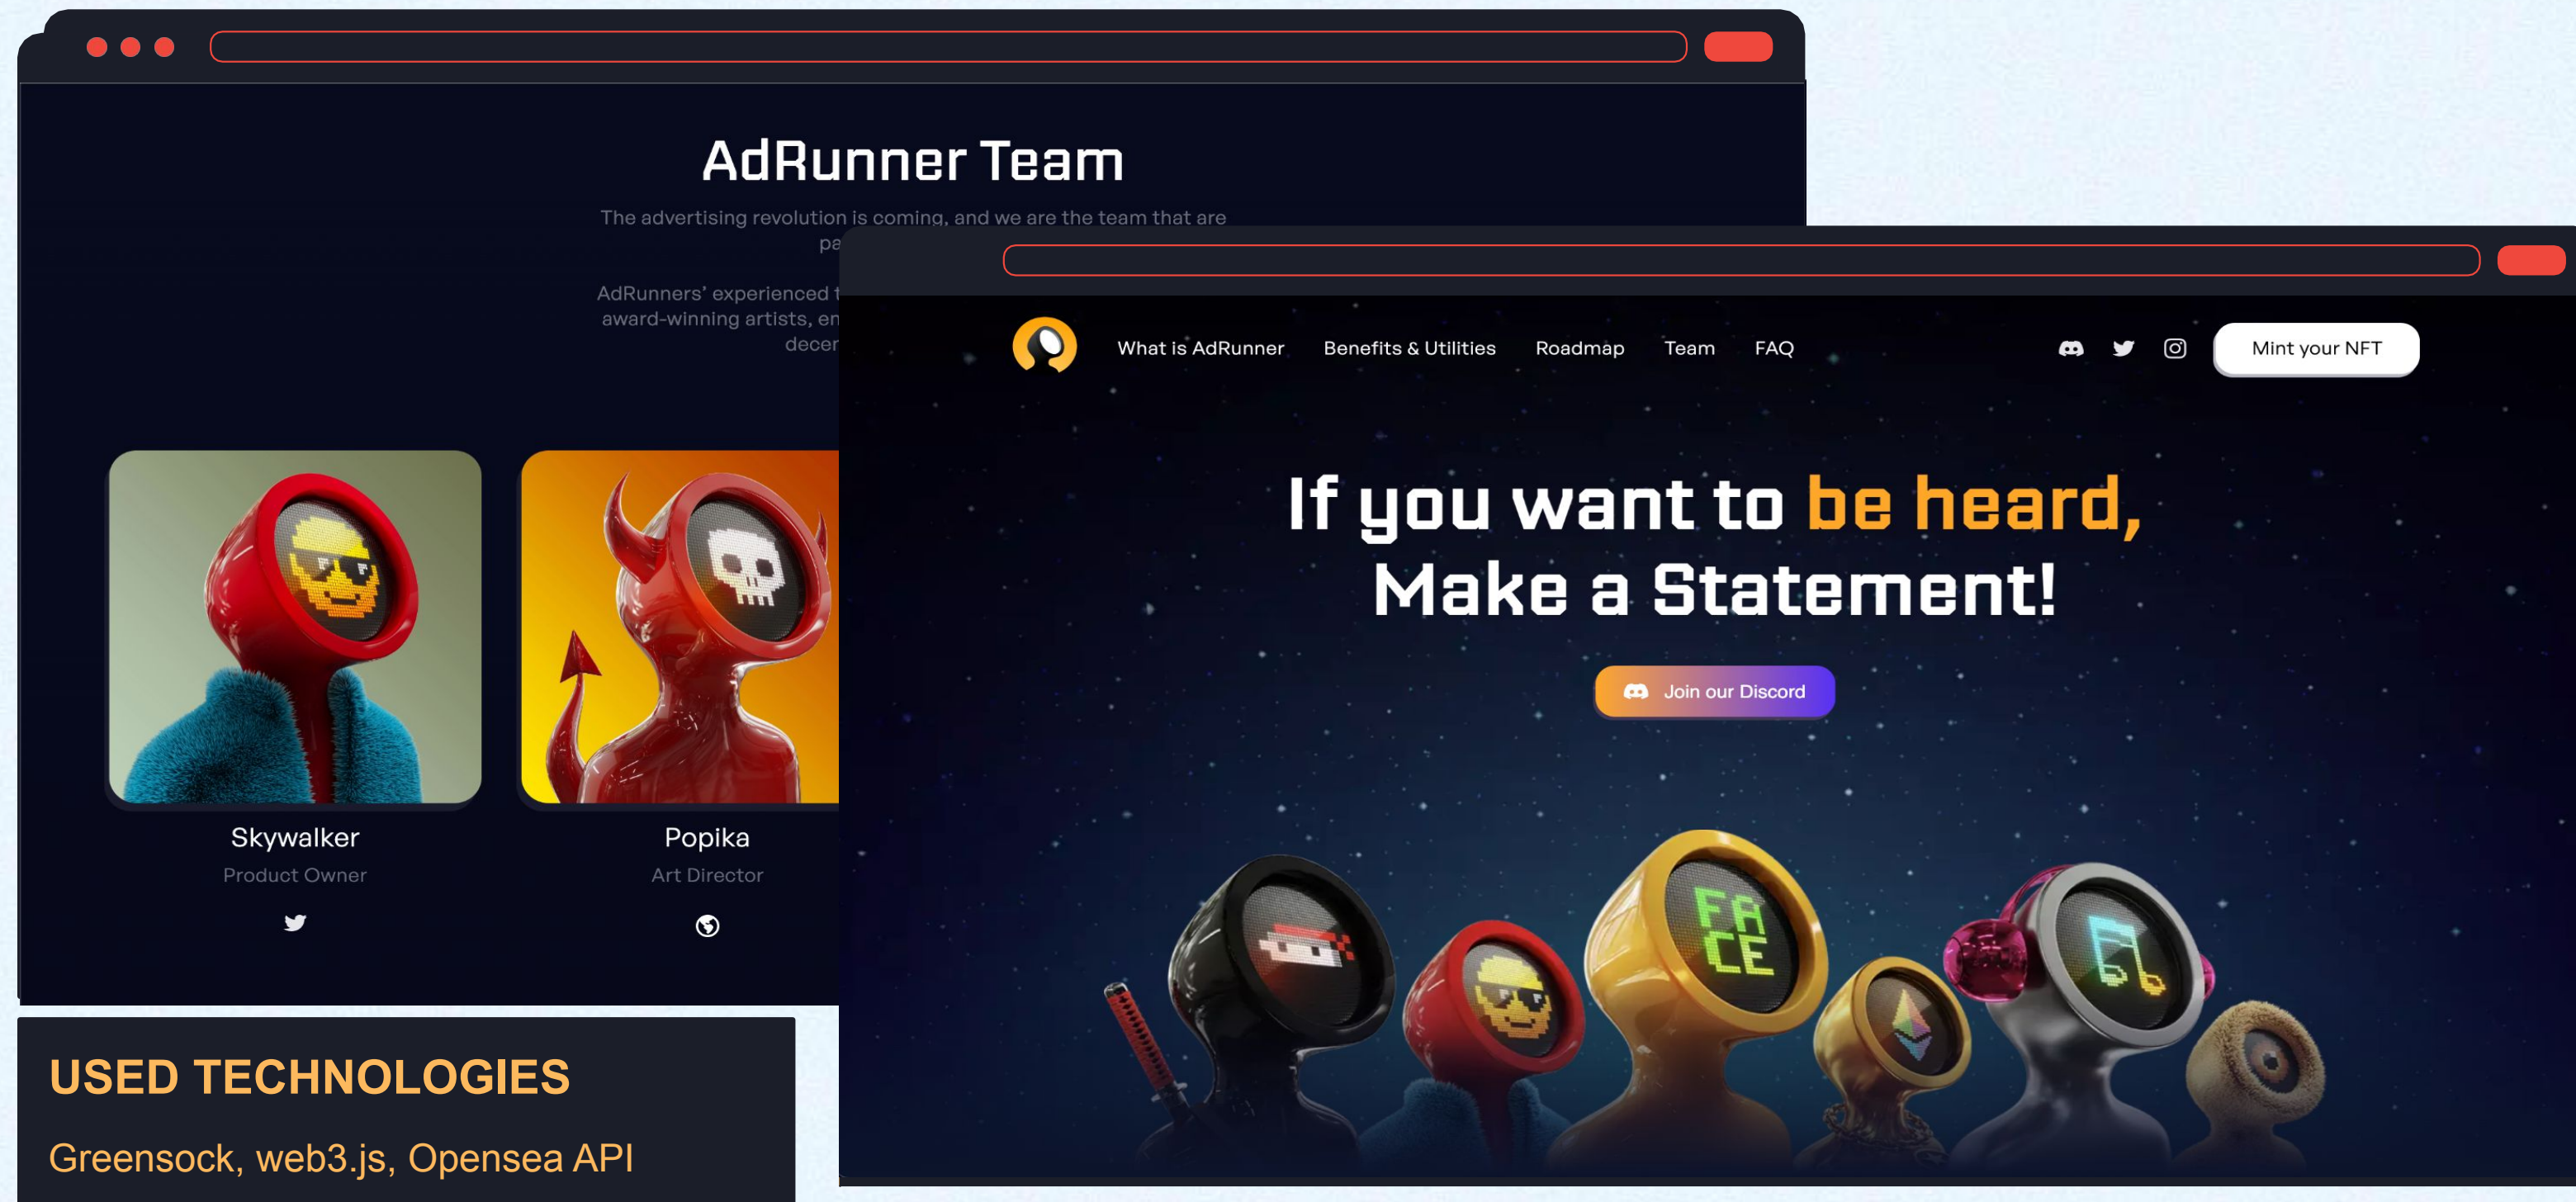 AdRunner Team
The advertising revolution is coming, and we are the team that are
AdRunners’ experienced
award-winning artists,
Skywalker
Product Owner
Popika
Art Director
What is AdRunner
Benefits & Utilities
Roadmap
Team
FAQ
Mint your NFT
If you want to be heard,
Make a Statement!
Join our Discord
FA
CE
USED TECHNOLOGIES
Greensock, web3.js, Opensea API